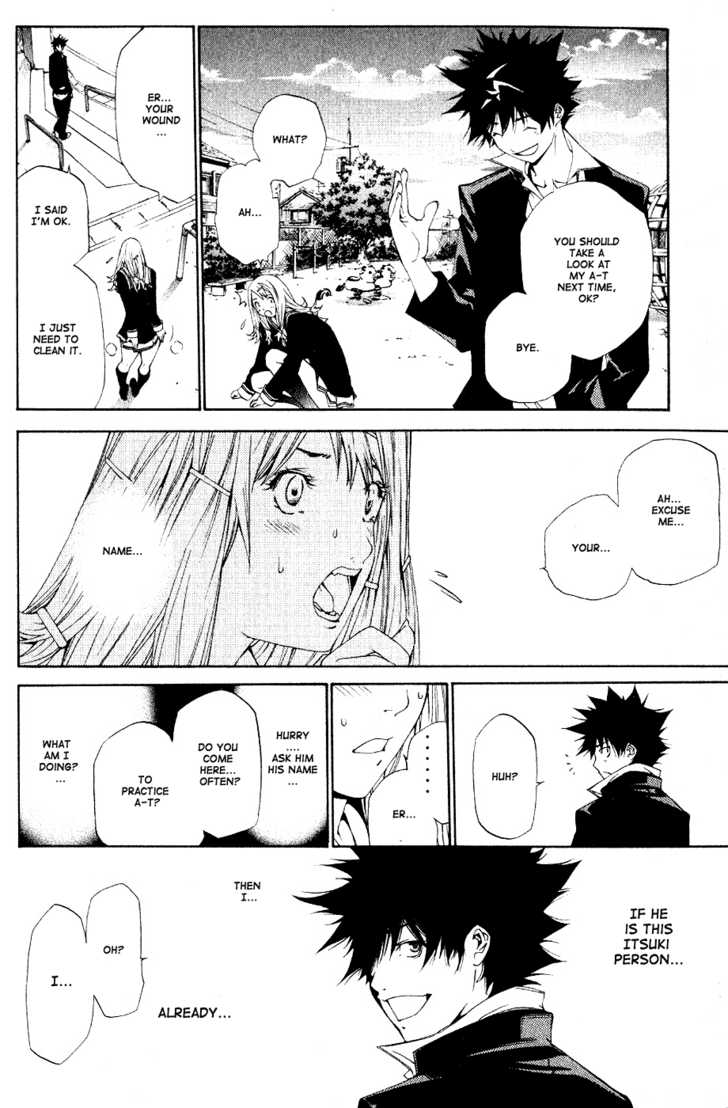 YOU SHOULD
TAKE A
LOOK AT
MY A-T
NEXT TIME,
OK?
BYE.
WHAT?
AH...
ER...
YOUR
WOUND
...
I SAID
I'M OK.
I JUST
NEED TO
CLEAN IT.
AH...
EXCUSE
ME...
YOUR...
NAME...
HUH?
......
ER...
HURRY
....
ASK HIM
HIS NAME
...
DO YOU
COME
HERE...
OFTEN?
TO
PRACTICE
A-T?
WHAT
AM I
DOING?
...
IF HE
IS THIS
ITSUKI
PERSON...
THEN
I...
ALREADY...
OH?
I...